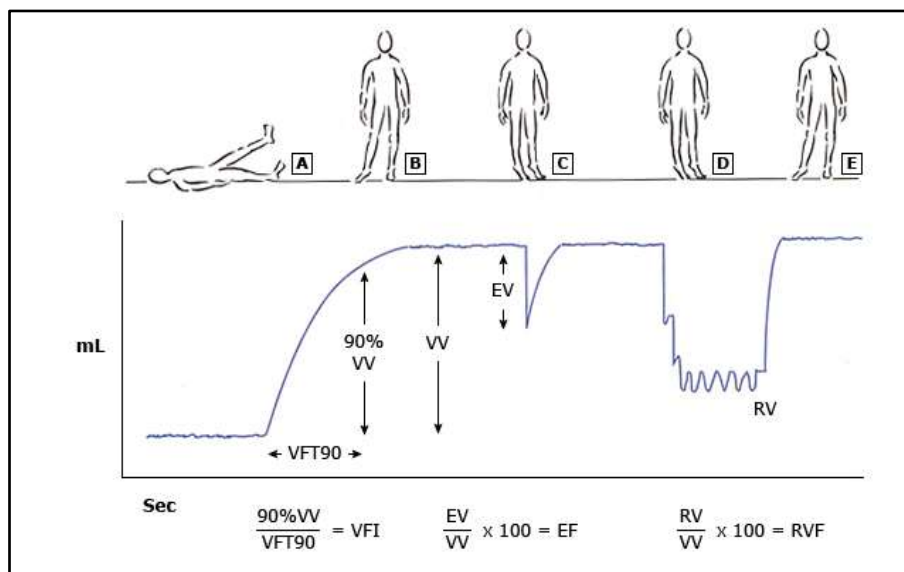 A
B
C
D
E
EV
90%
VV
VV
mL
RV
VFT90
Sec
90%VV
VFT90
= VFI
EV
VV
x 100 = EF
RV
VV
x 100 = RVF